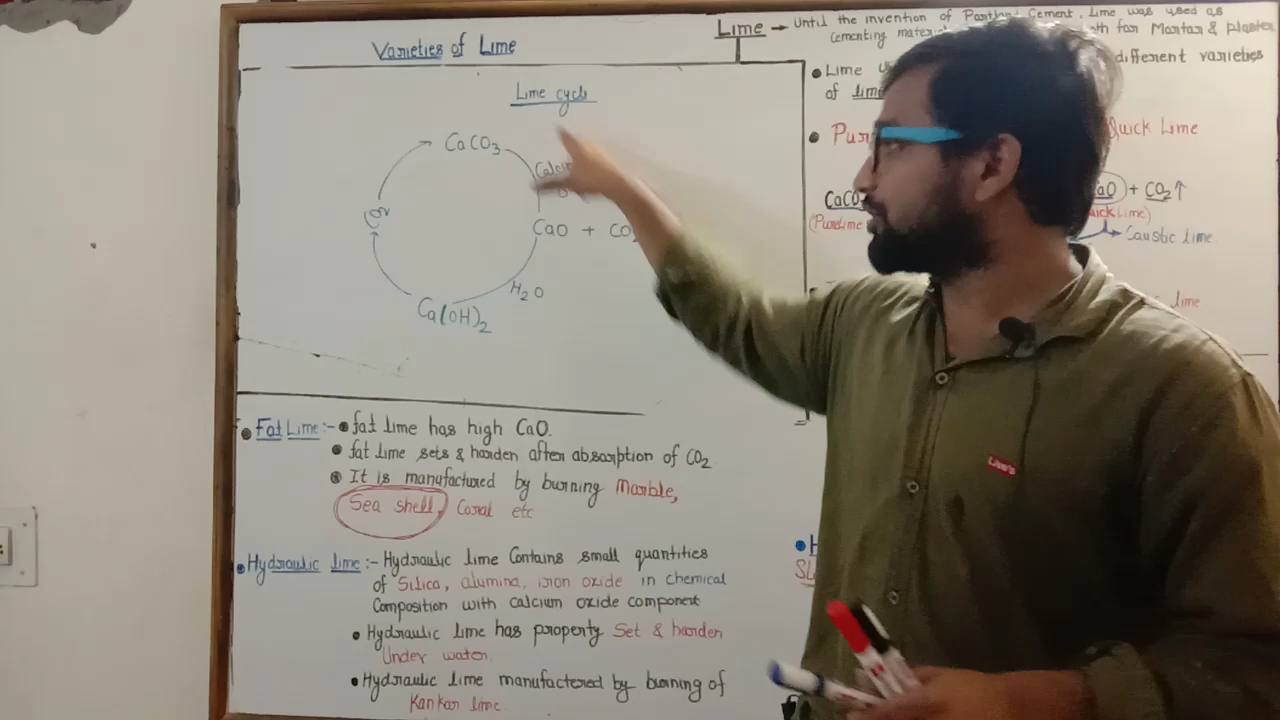 Varieties of Lime
Lime cycle
CaCO3
CaO + CO2
H2O
Ca(OH)2
Fat Lime:- • fat lime has high CaO.
• fat lime sets & harden after absorption of CO2
• It is manufactured by burning Marble,
Sea shell, Coral etc
Hydraulic lime:- Hydraulic lime Contains small quantities
of Silica, alumina, iron oxide in chemical
Composition with calcium oxide component
• Hydraulic lime has property Set & harden
Under water.
• Hydraulic lime manufactered by burning of
Kankar lime.
Lime → Until the invention of Portland Cement, lime was used as
cementing for Mortar & plaster
• Lime different varieties
of lime
• Quick Lime
CaCO3 CaO + CO2↑
(Pure lime Quick Lime)
Caustic lime
lime
Levi's